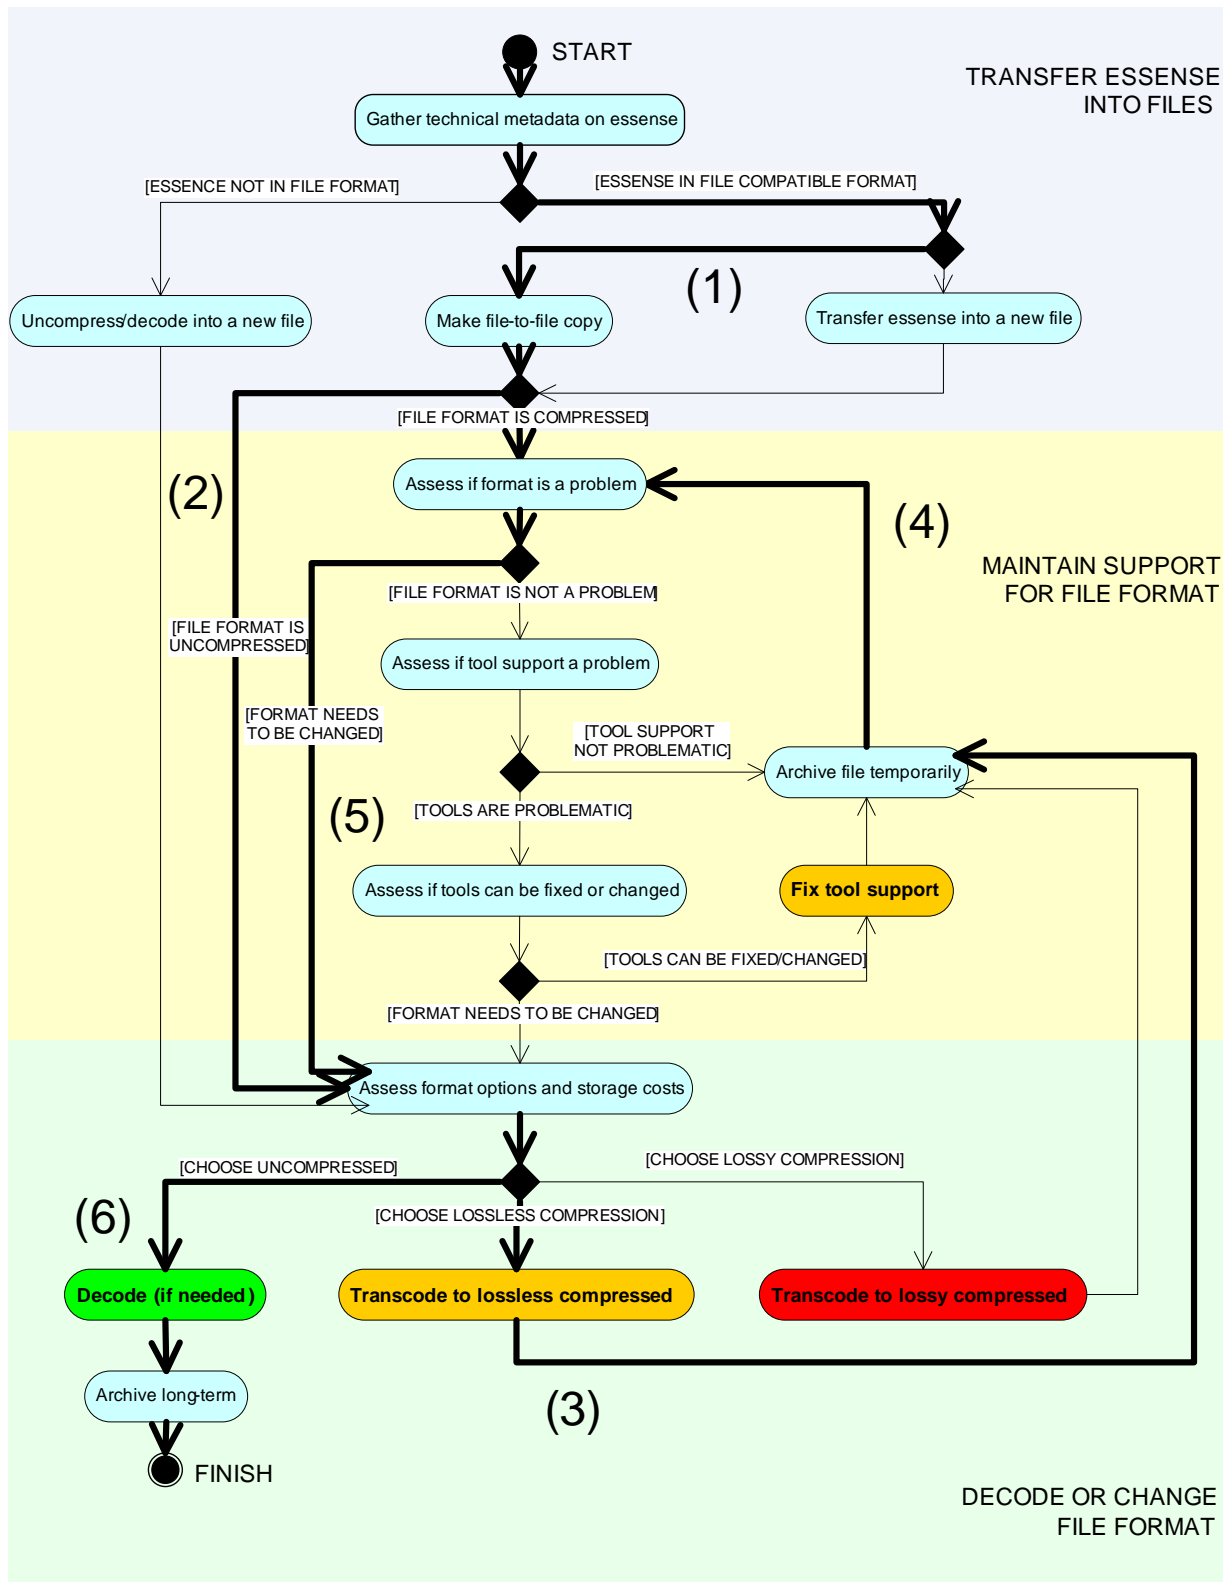 START
TRANSFER ESSENSE
INTO FILES
Gather technical metadata on essense
[ESSENCE NOT IN FILE FORMAT]
[ESSENSE IN FILE COMPATIBLE FORMAT]
(1)
Uncompress/decode into a new file
Make file-to-file copy
Transfer essense into a new file
[FILE FORMAT IS COMPRESSED]
(2)
Assess if format is a problem
(4)
MAINTAIN SUPPORT
FOR FILE FORMAT
[FILE FORMAT IS NOT A PROBLEM]
[FILE FORMAT IS
UNCOMPRESSED]
Assess if tool support a problem
[FORMAT NEEDS
TO BE CHANGED]
[TOOL SUPPORT
NOT PROBLEMATIC]
Archive file temporarily
(5)
[TOOLS ARE PROBLEMATIC]
Assess if tools can be fixed or changed
Fix tool support
[TOOLS CAN BE FIXED/CHANGED]
[FORMAT NEEDS TO BE CHANGED]
Assess format options and storage costs
[CHOOSE UNCOMPRESSED]
[CHOOSE LOSSY COMPRESSION]
(6)
[CHOOSE LOSSLESS COMPRESSION]
Decode (if needed)
Transcode to lossless compressed
Transcode to lossy compressed
Archive long-term
(3)
FINISH
DECODE OR CHANGE
FILE FORMAT